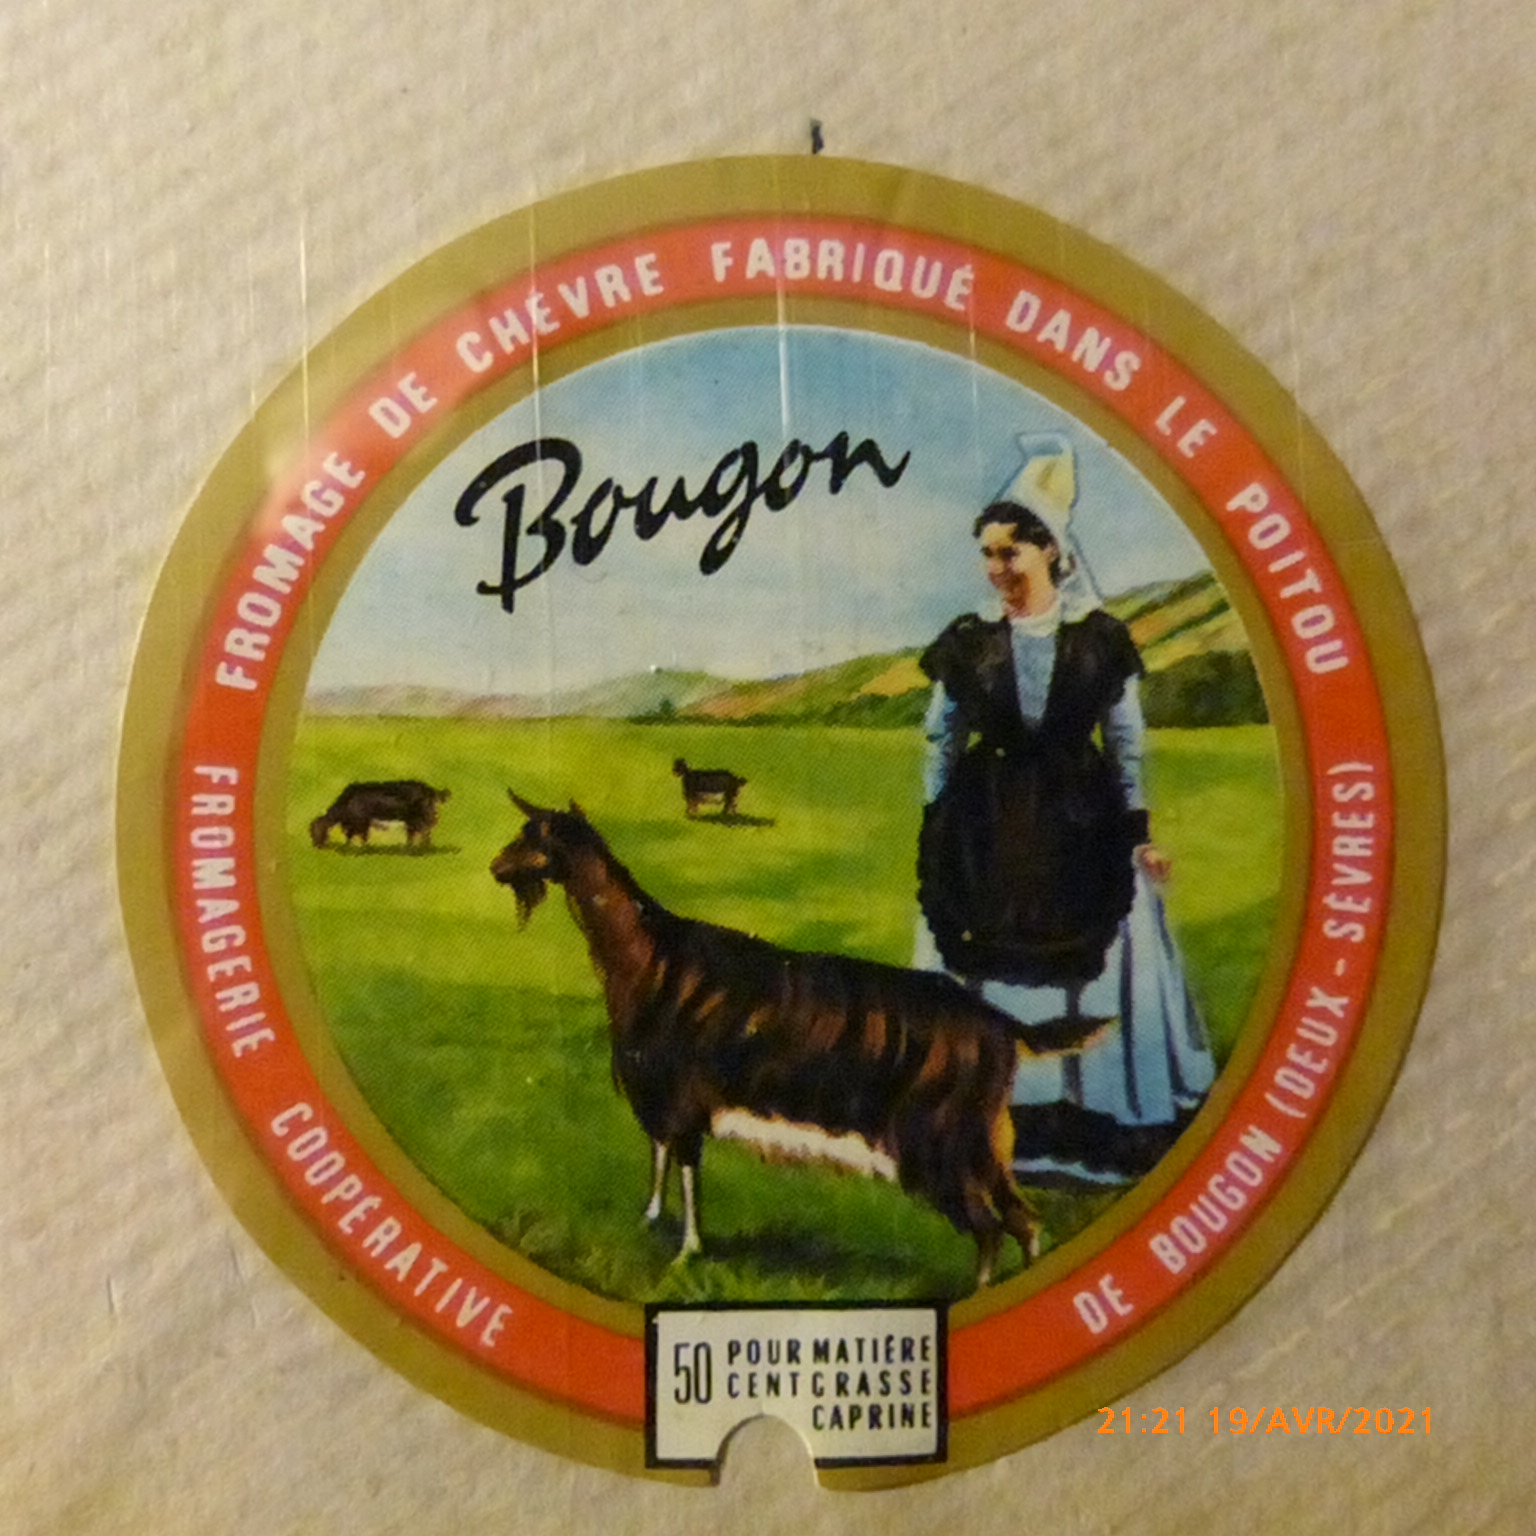 FROMAGE DE CHÈVRE FABRIQUÉ DANS LE POITOU
Bougon
FROMAGERIE COOPÉRATIVE DE BOUGON (DEUX-SÈVRES)
50 POUR MATIÈRE
CENT GRASSE
CAPRINE
21:21 19/AVR/2021